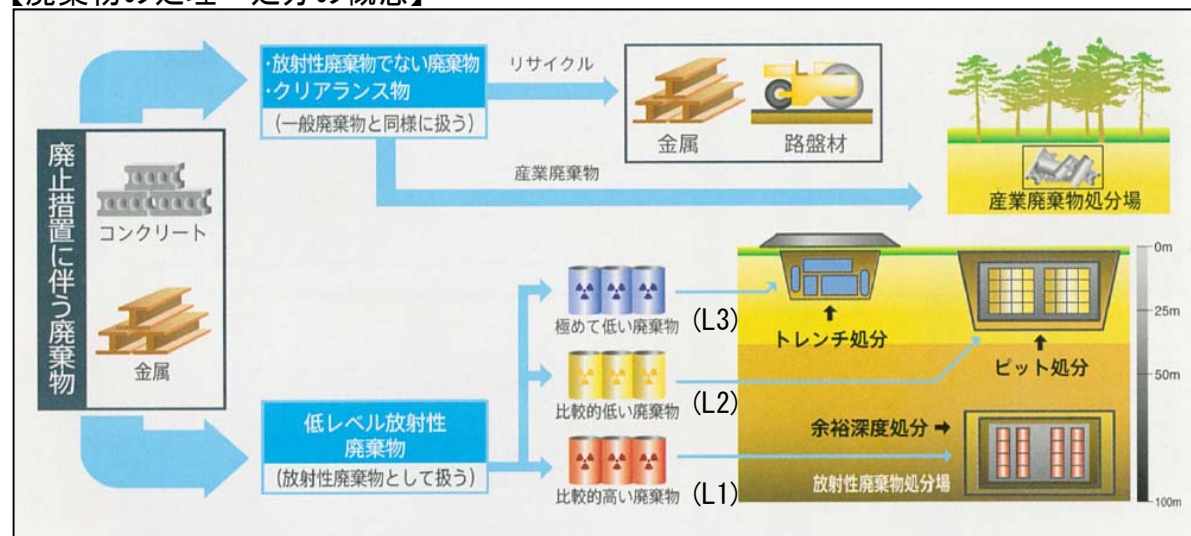 【廃棄物の処理・処分の概念】
廃止措置に伴う廃棄物
コンクリート
金属
・放射性廃棄物でない廃棄物
・クリアランス物
(一般廃棄物と同様に扱う)
リサイクル
金属
路盤材
産業廃棄物
産業廃棄物処分場
低レベル放射性
廃棄物
(放射性廃棄物として扱う)
極めて低い廃棄物 (L3)
比較的低い廃棄物 (L2)
比較的高い廃棄物 (L1)
トレンチ処分
ピット処分
余裕深度処分
放射性廃棄物処分場
0m
25m
50m
100m